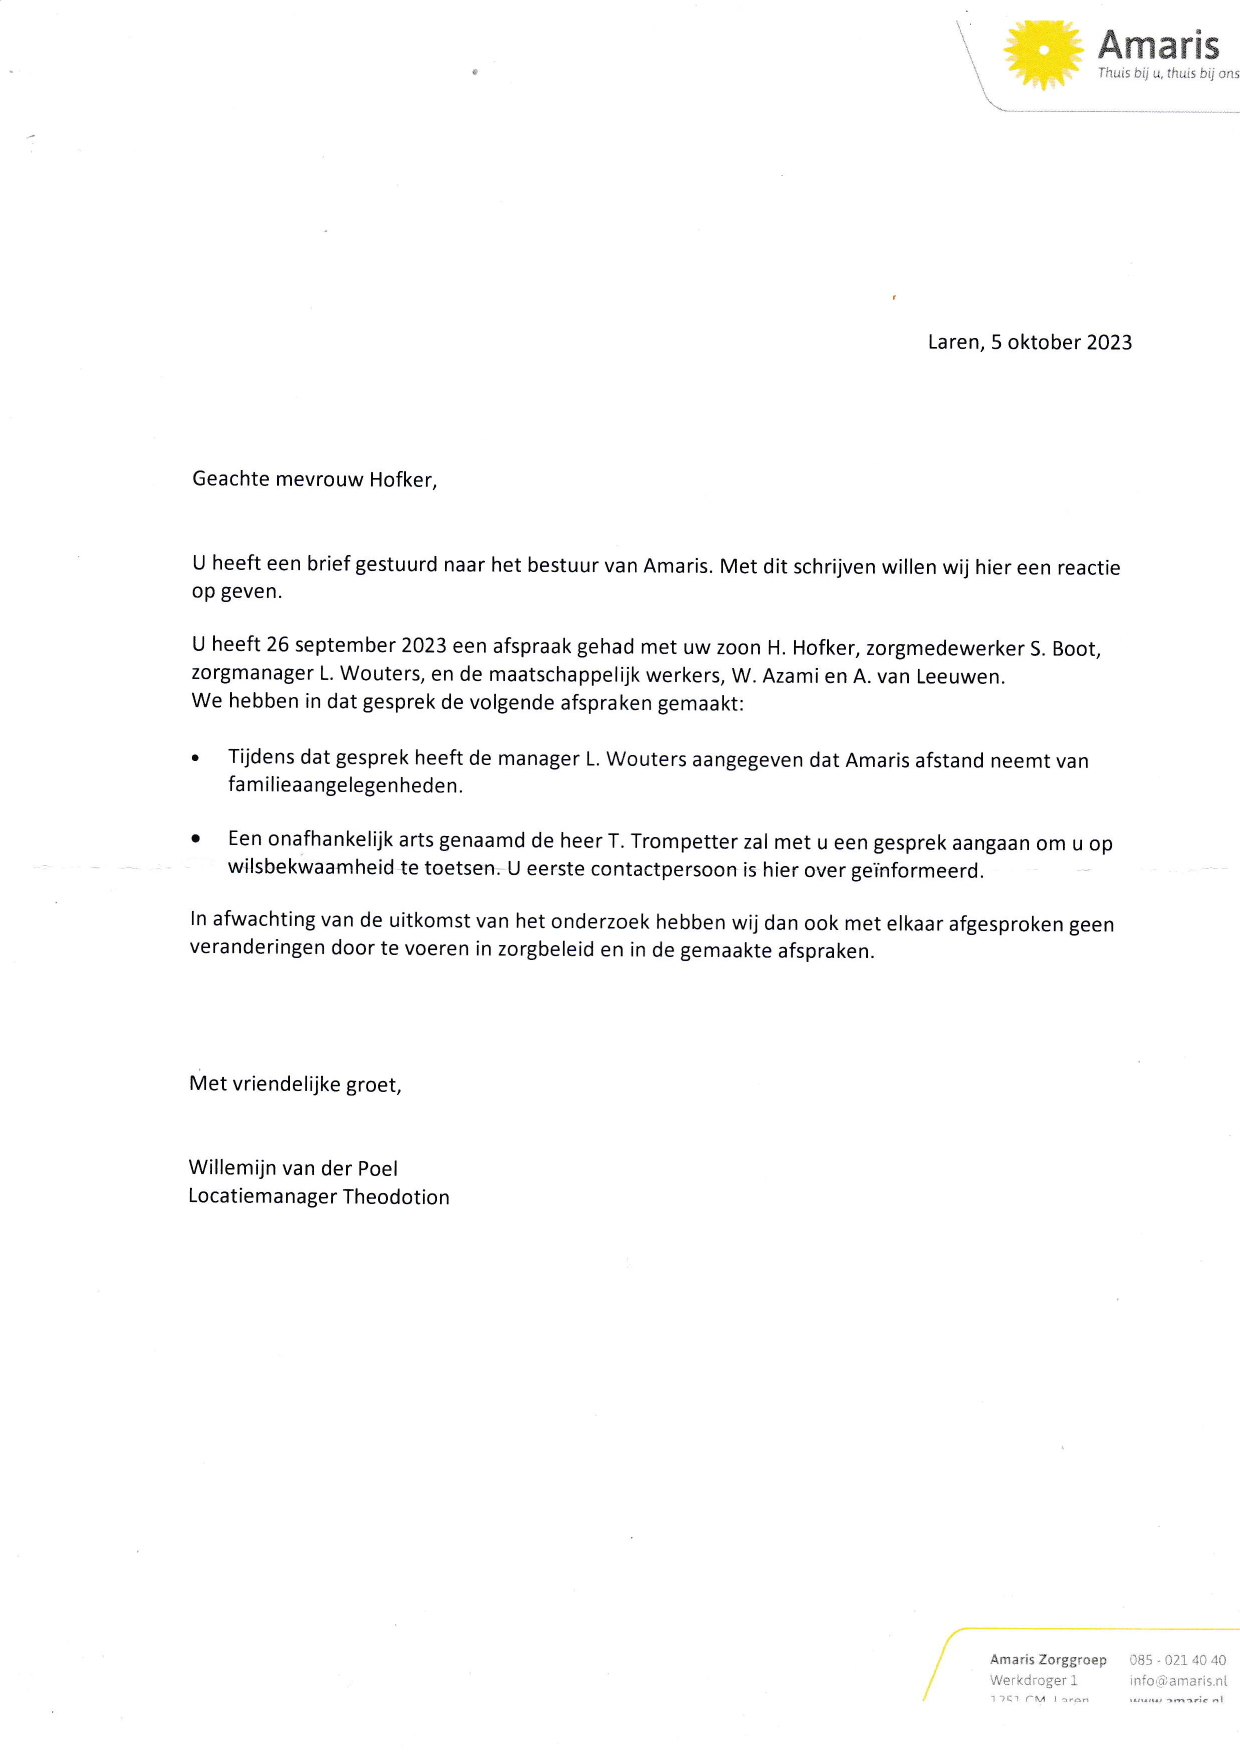 Amaris
Thuis bij u, thuis bij ons
Laren, 5 oktober 2023
Geachte mevrouw Hofker,
U heeft een brief gestuurd naar het bestuur van Amaris. Met dit schrijven willen wij hier een reactie
op geven.
U heeft 26 september 2023 een afspraak gehad met uw zoon H. Hofker, zorgmedewerker S. Boot,
zorgmanager L. Wouters, en de maatschappelijk werkers, W. Azami en A. van Leeuwen.
We hebben in dat gesprek de volgende afspraken gemaakt:
• Tijdens dat gesprek heeft de manager L. Wouters aangegeven dat Amaris afstand neemt van
familieaangelegenheden.
• Een onafhankelijk arts genaamd de heer T. Trompetter zal met u een gesprek aangaan om u op
wilsbekwaamheid te toetsen. U eerste contactpersoon is hier over geïnformeerd.
In afwachting van de uitkomst van het onderzoek hebben wij dan ook met elkaar afgesproken geen
veranderingen door te voeren in zorgbeleid en in de gemaakte afspraken.
Met vriendelijke groet,
Willemijn van der Poel
Locatiemanager Theodotion
Amaris Zorggroep 085 - 021 40 40
Werkdroger 1 info@amaris.nl
1251 CM Laren www.amaris.nl